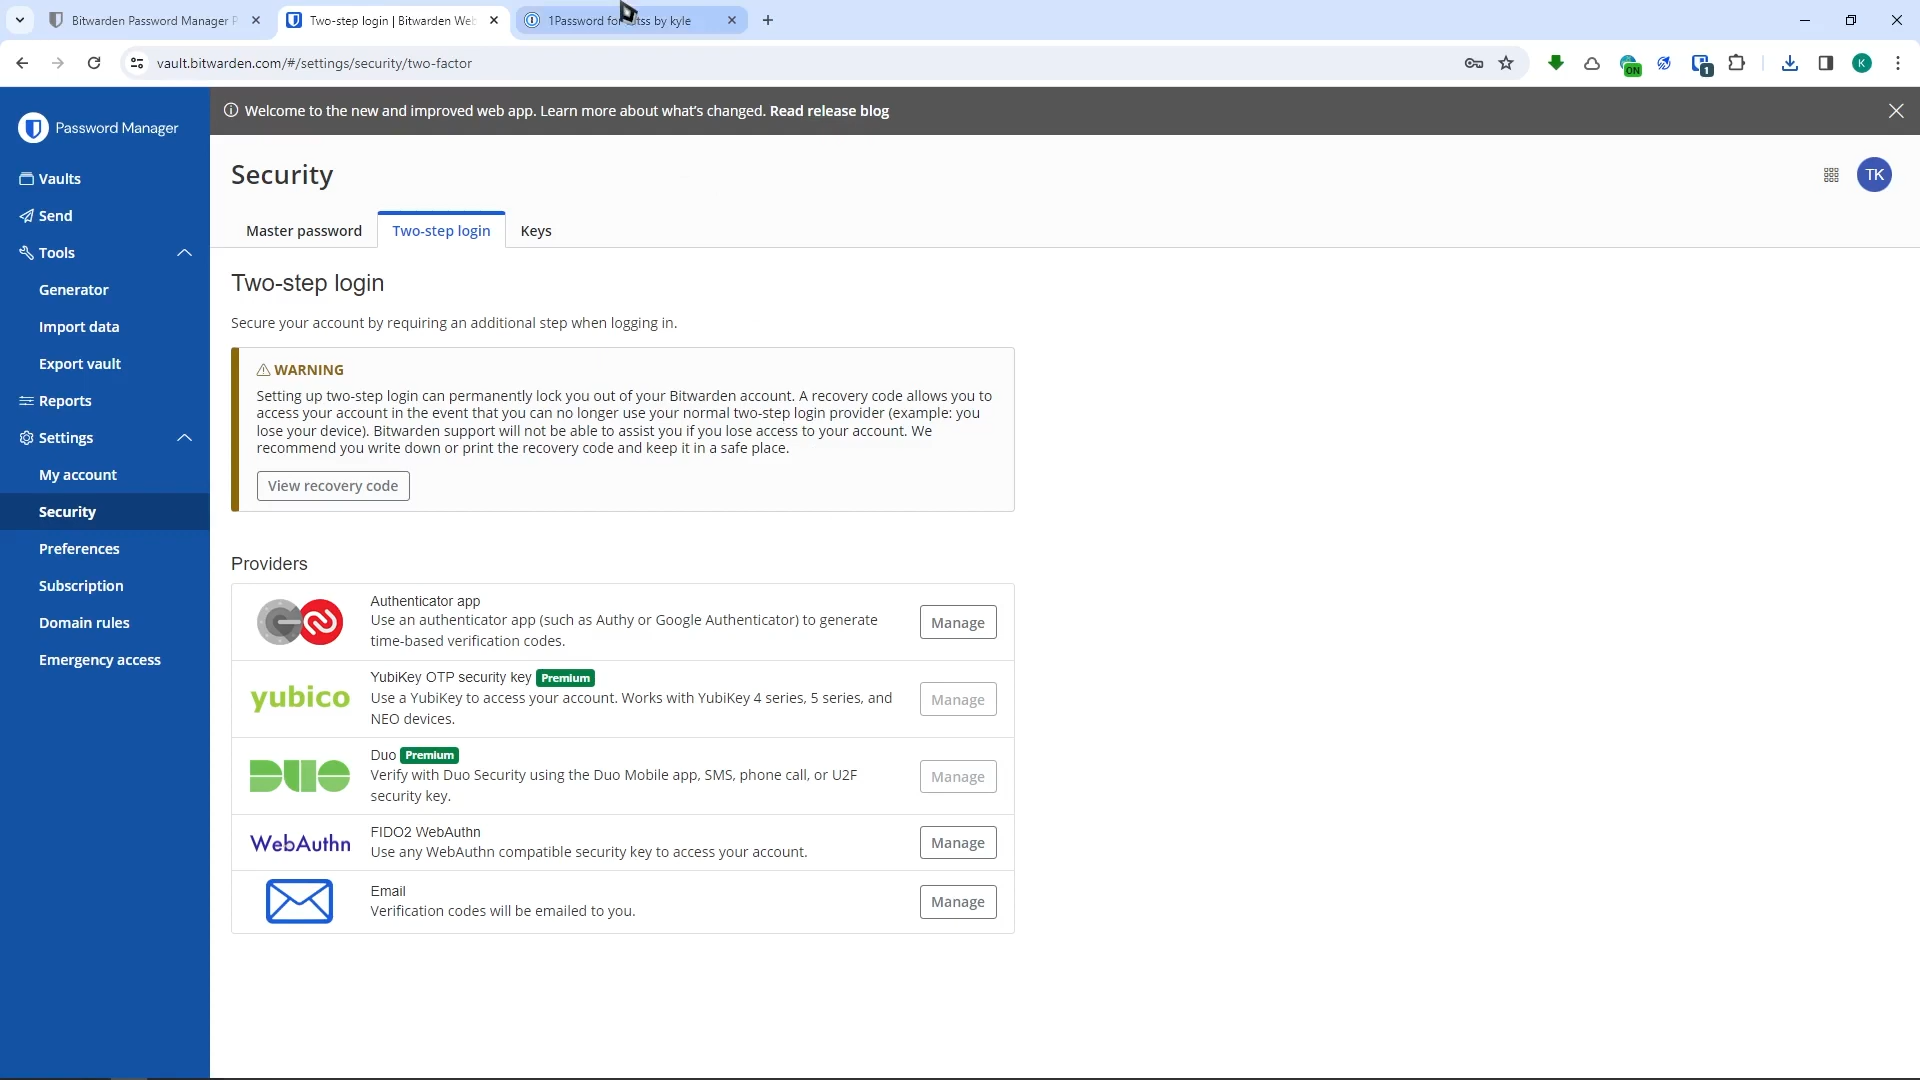 Bitwarden Password Manager P
Two-step login | Bitwarden Web
1Password for
tss by kyle
vault.bitwarden.com/#/settings/security/two-factor
ON
1
K
Password Manager
Welcome to the new and improved web app. Learn more about what's changed. Read release blog
Vaults
Send
Tools
Generator
Import data
Export vault
Reports
Settings
My account
Security
Preferences
Subscription
Domain rules
Emergency access
Security
TK
Master password
Two-step login
Keys
Two-step login
Secure your account by requiring an additional step when logging in.
WARNING
Setting up two-step login can permanently lock you out of your Bitwarden account. A recovery code allows you to
access your account in the event that you can no longer use your normal two-step login provider (example: you
lose your device). Bitwarden support will not be able to assist you if you lose access to your account. We
recommend you write down or print the recovery code and keep it in a safe place.
View recovery code
Providers
Authenticator app
Use an authenticator app (such as Authy or Google Authenticator) to generate
time-based verification codes.
Manage
yubico
YubiKey OTP security key Premium
Use a YubiKey to access your account. Works with YubiKey 4 series, 5 series, and
NEO devices.
Manage
DUO
Duo Premium
Verify with Duo Security using the Duo Mobile app, SMS, phone call, or U2F
security key.
Manage
WebAuthn
FIDO2 WebAuthn
Use any WebAuthn compatible security key to access your account.
Manage
Email
Verification codes will be emailed to you.
Manage